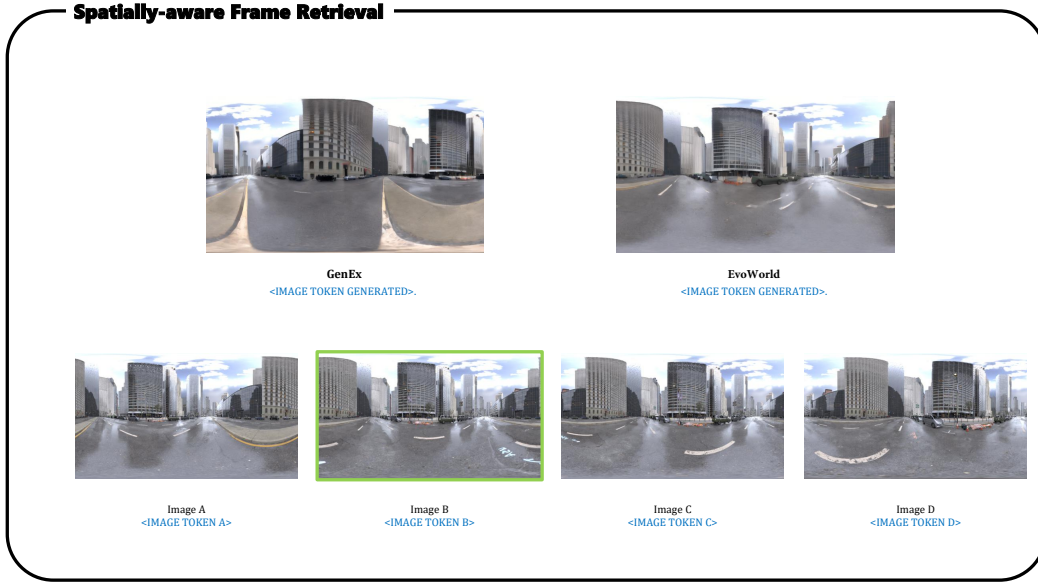 Spatially-aware Frame Retrieval
GenEx
<IMAGE TOKEN GENERATED>.
EvoWorld
<IMAGE TOKEN GENERATED>.
Image A
<IMAGE TOKEN A>
Image B
<IMAGE TOKEN B>
Image C
<IMAGE TOKEN C>
Image D
<IMAGE TOKEN D>